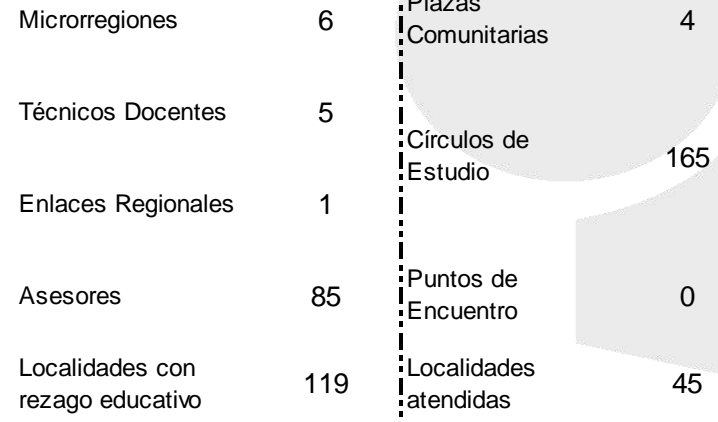 Microrregiones 6
Técnicos Docentes 5
Enlaces Regionales 1
Asesores 85
Localidades con
rezago educativo 119
Plazas
Comunitarias 4
Círculos de
Estudio 165
Puntos de
Encuentro 0
Localidades
atendidas 45